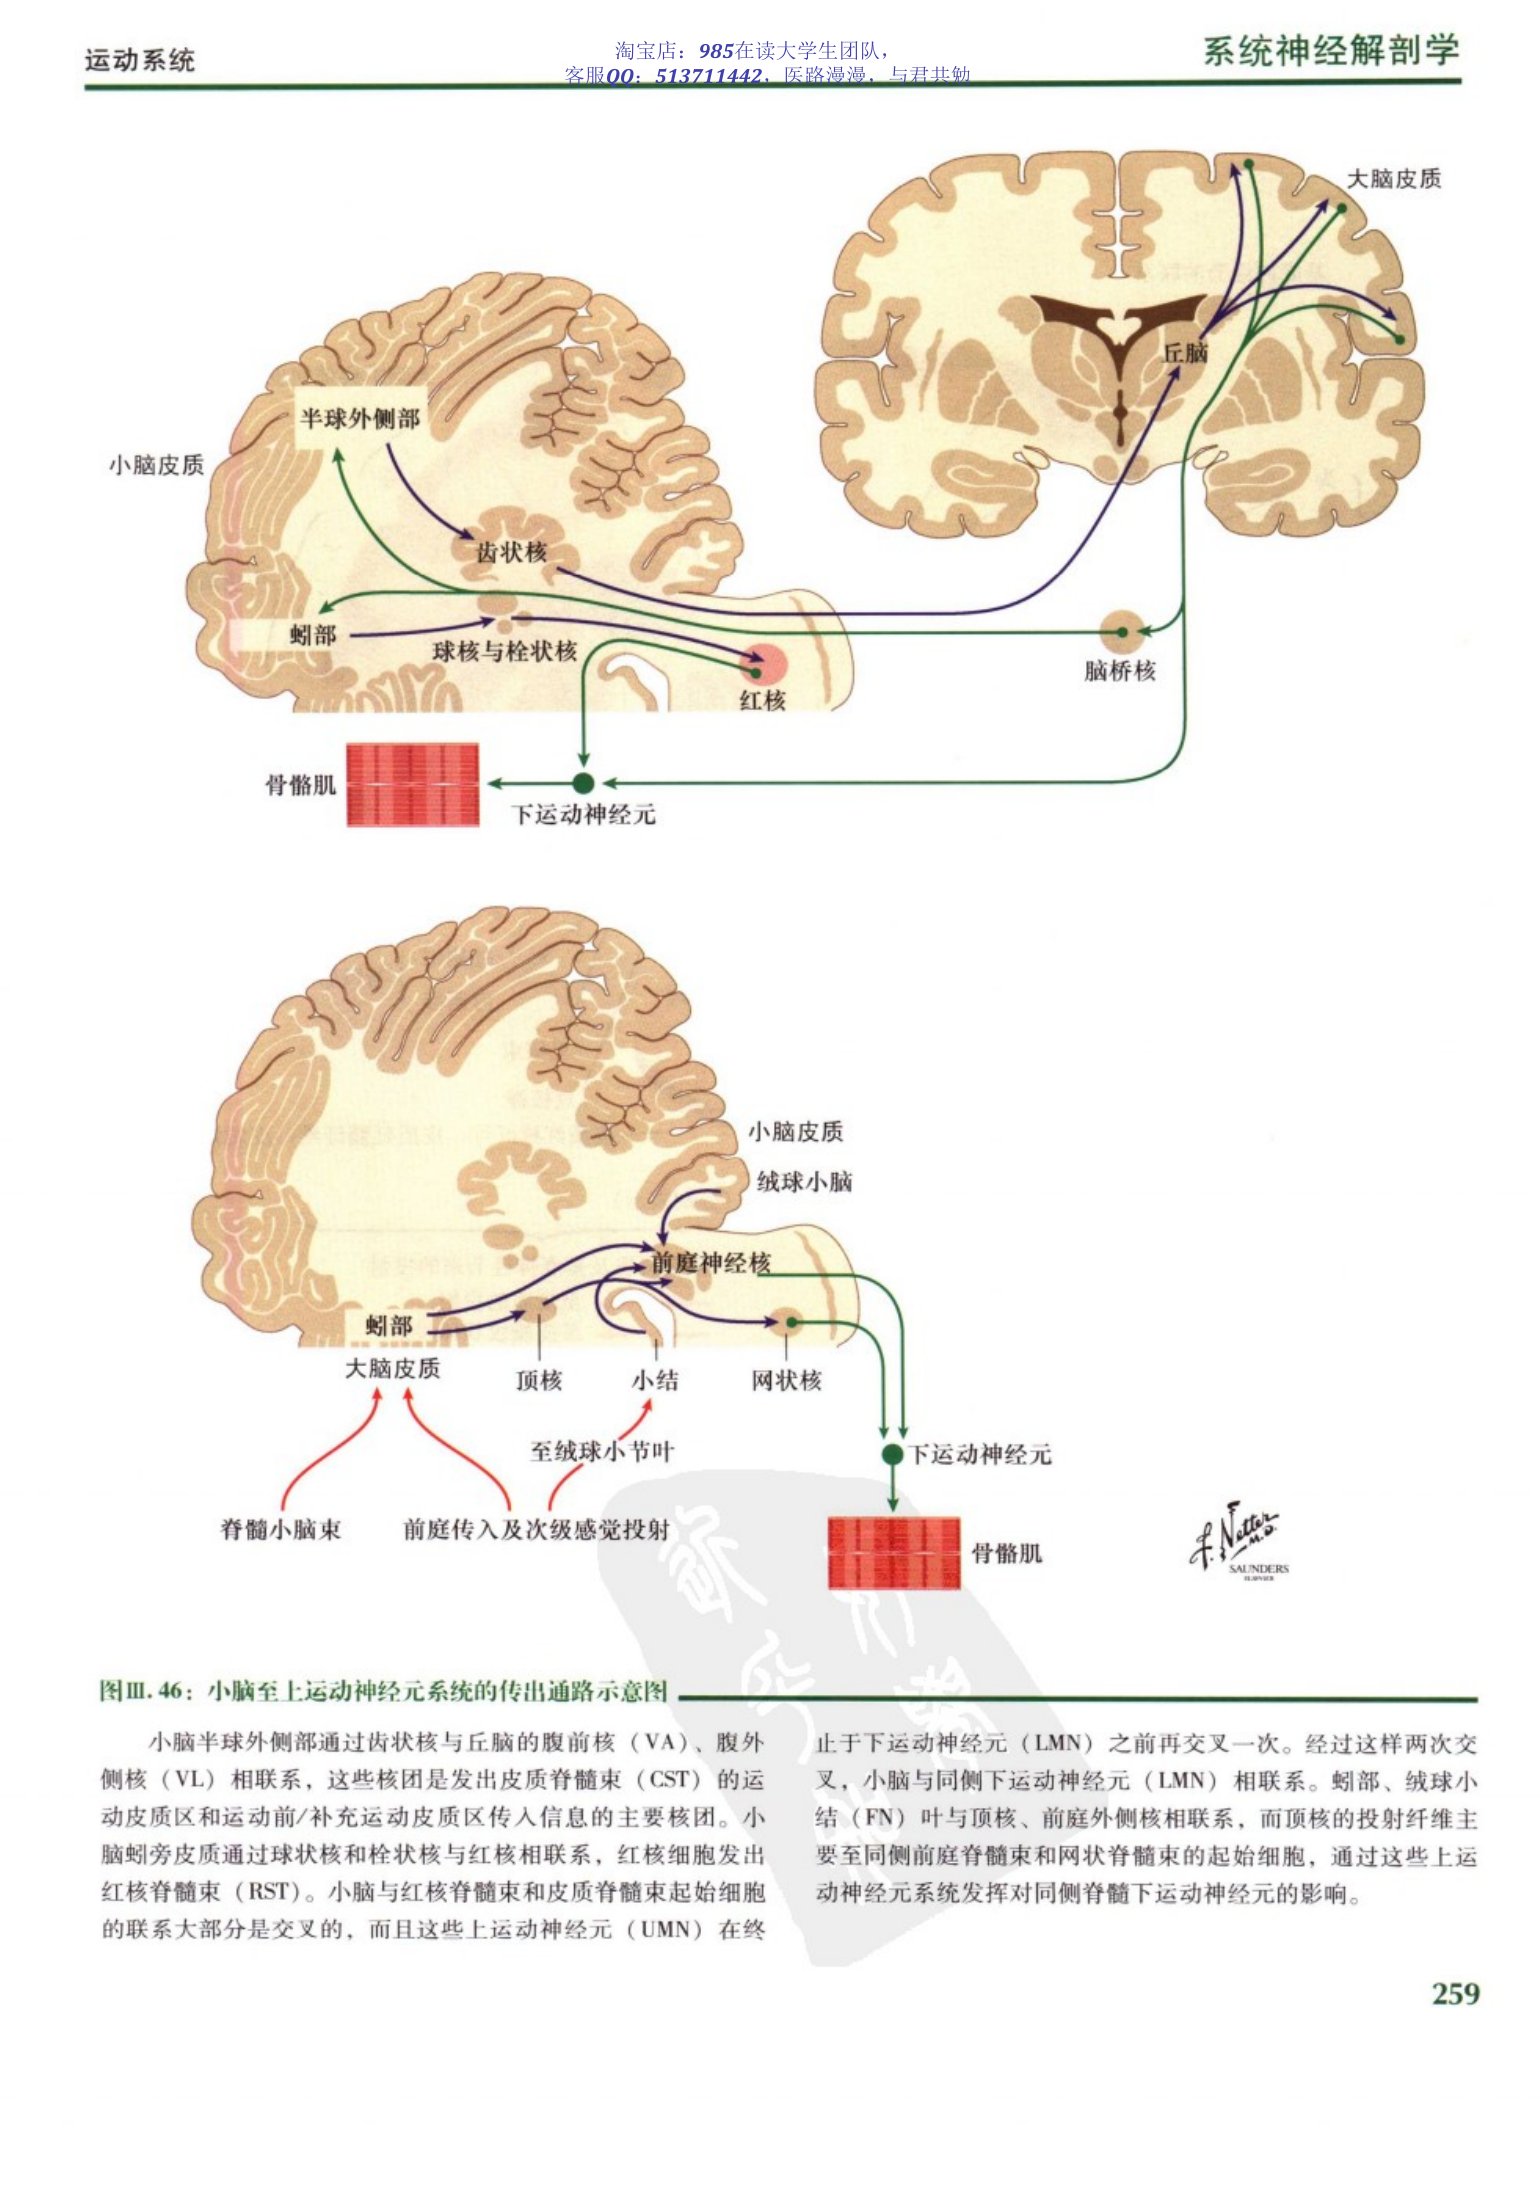 运动系统
淘宝店：985在读大学生团队，
客服QQ：513711442，医路漫漫，与君共勉
系统神经解剖学
大脑皮质
丘脑
半球外侧部
小脑皮质
齿状核
蚓部
球核与栓状核
红核
脑桥核
骨骼肌
下运动神经元
小脑皮质
绒球小脑
前庭神经核
蚓部
大脑皮质
顶核
小结
网状核
至绒球小节叶
下运动神经元
脊髓小脑束
前庭传入及次级感觉投射
骨骼肌
F. Netter M.D.
SAUNDERS
ELSEVIER
图III. 46：小脑至上运动神经元系统的传出通路示意图
小脑半球外侧部通过齿状核与丘脑的腹前核（VA）、腹外
侧核（VL）相联系，这些核团是发出皮质脊髓束（CST）的运
动皮质区和运动前/补充运动皮质区传入信息的主要核团。小
脑蚓旁皮质通过球状核和栓状核与红核相联系，红核细胞发出
红核脊髓束（RST）。小脑与红核脊髓束和皮质脊髓束起始细胞
的联系大部分是交叉的，而且这些上运动神经元（UMN）在终
止于下运动神经元（LMN）之前再交叉一次。经过这样两次交
叉，小脑与同侧下运动神经元（LMN）相联系。蚓部、绒球小
结（FN）叶与顶核、前庭外侧核相联系，而顶核的投射纤维主
要至同侧前庭脊髓束和网状脊髓束的起始细胞，通过这些上运
动神经元系统发挥对同侧脊髓下运动神经元的影响。
259